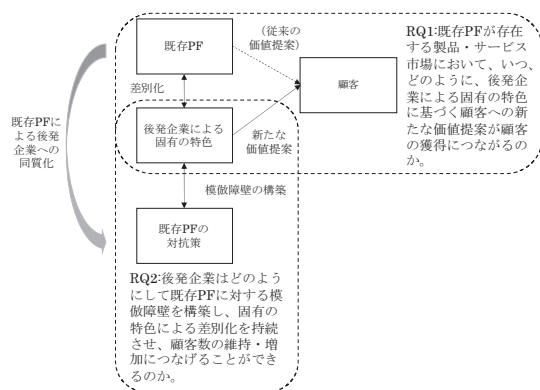 既存PF
(従来の
価値提案)
顧客
差別化
後発企業による
固有の特色
新たな
価値提案
既存PFに
よる後発
企業への
同質化
模倣障壁の構築
既存PFの
対抗策
RQ1:既存PFが存在
する製品・サービス
市場において、いつ、
どのように、後発企
業による固有の特色
に基づく顧客への新
たな価値提案が顧客
の獲得につながるの
か。
RQ2:後発企業はどのよう
にして既存PFに対する模
倣障壁を構築し、固有の
特色による差別化を持続
させ、顧客数の維持・増
加につなげることができ
るのか。